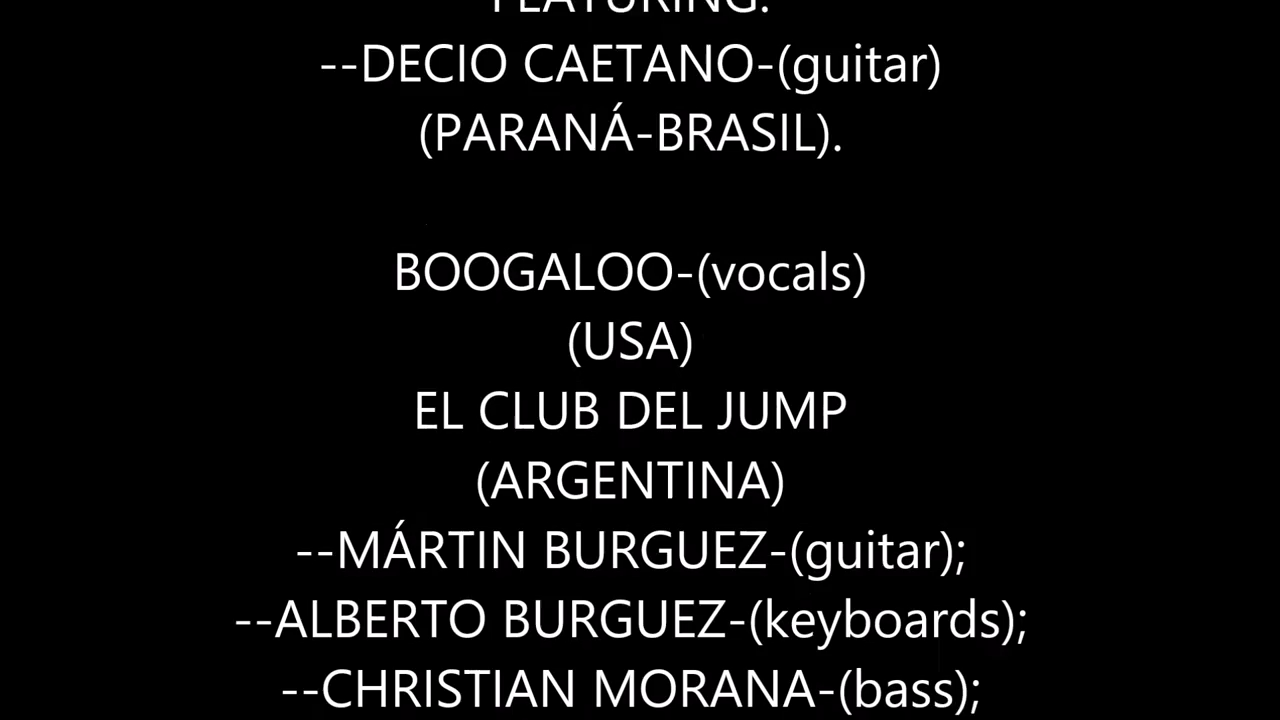 FEATURING:
--DECIO CAETANO-(guitar)
(PARANÁ-BRASIL).
BOOGALOO-(vocals)
(USA)
EL CLUB DEL JUMP
(ARGENTINA)
--MÁRTIN BURGUEZ-(guitar);
--ALBERTO BURGUEZ-(keyboards);
--CHRISTIAN MORANA-(bass);